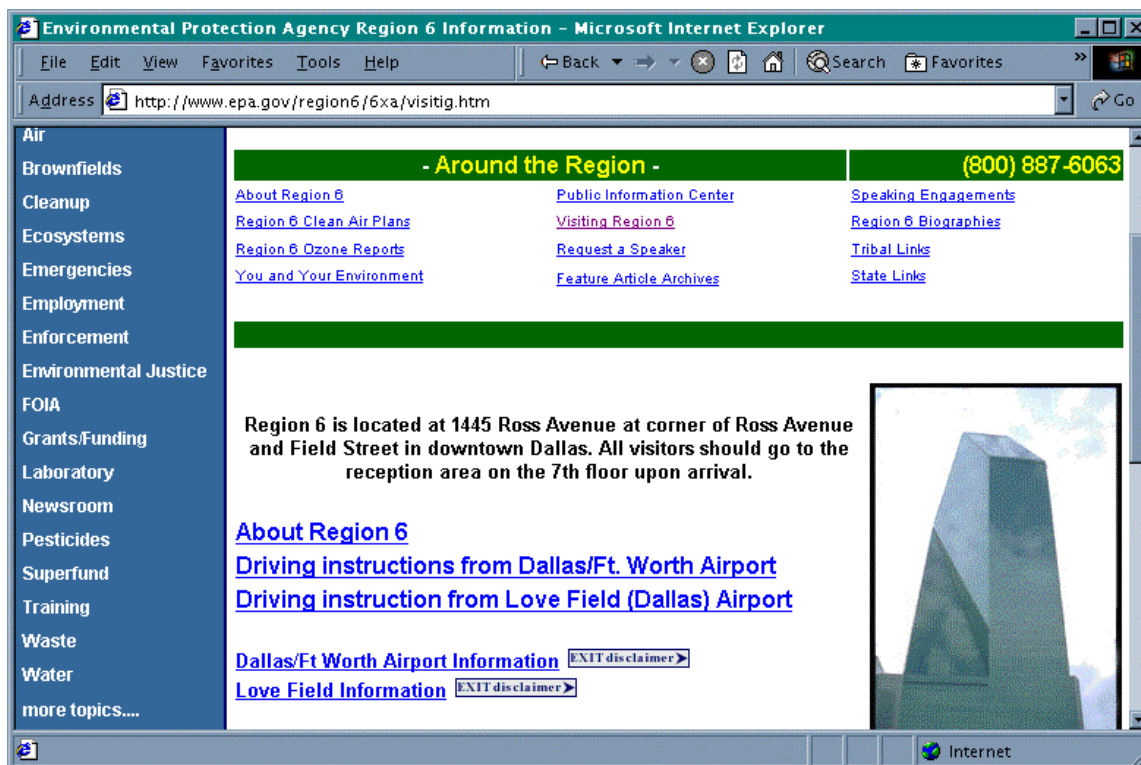 Environmental Protection Agency Region 6 Information - Microsoft Internet Explorer
File Edit View Favorites Tools Help Back Search Favorites »
Address http://www.epa.gov/region6/6xa/visitig.htm Go
Air
Brownfields
Cleanup
Ecosystems
Emergencies
Employment
Enforcement
Environmental Justice
FOIA
Grants/Funding
Laboratory
Newsroom
Pesticides
Superfund
Training
Waste
Water
more topics....
- Around the Region - (800) 887-6063
About Region 6 Public Information Center Speaking Engagements
Region 6 Clean Air Plans Visiting Region 6 Region 6 Biographies
Region 6 Ozone Reports Request a Speaker Tribal Links
You and Your Environment Feature Article Archives State Links
Region 6 is located at 1445 Ross Avenue at corner of Ross Avenue
and Field Street in downtown Dallas. All visitors should go to the
reception area on the 7th floor upon arrival.
About Region 6
Driving instructions from Dallas/Ft. Worth Airport
Driving instruction from Love Field (Dallas) Airport
Dallas/Ft Worth Airport Information EXIT disclaimer
Love Field Information EXIT disclaimer
Internet